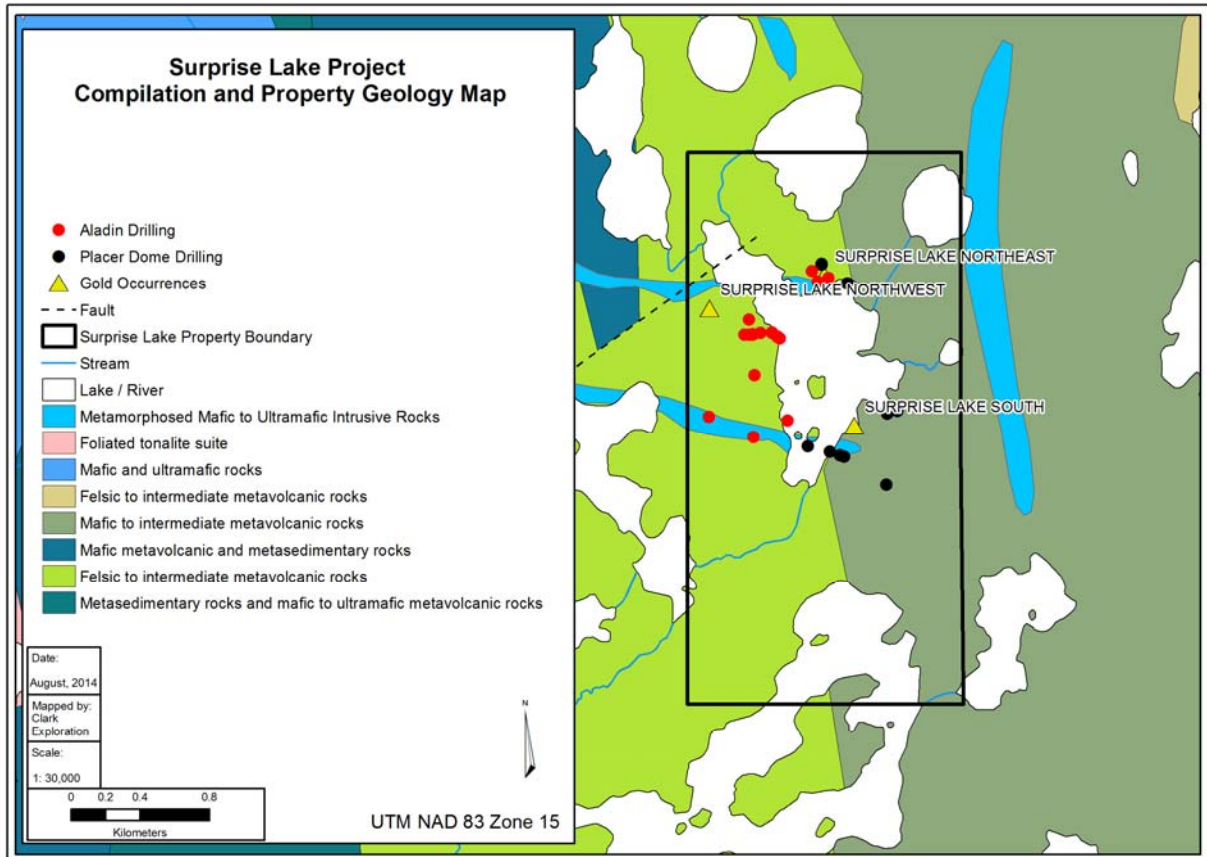 Surprise Lake Project
Compilation and Property Geology Map
Aladin Drilling
Placer Dome Drilling
Gold Occurrences
Fault
Surprise Lake Property Boundary
Stream
Lake / River
Metamorphosed Mafic to Ultramafic Intrusive Rocks
Foliated tonalite suite
Mafic and ultramafic rocks
Felsic to intermediate metavolcanic rocks
Mafic to intermediate metavolcanic rocks
Mafic metavolcanic and metasedimentary rocks
Felsic to intermediate metavolcanic rocks
Metasedimentary rocks and mafic to ultramafic metavolcanic rocks
Date:
August, 2014
Mapped by:
Clark
Exploration
Scale:
1: 30,000
0 0.2 0.4 0.8
Kilometers
N
UTM NAD 83 Zone 15
SURPRISE LAKE NORTHEAST
SURPRISE LAKE NORTHWEST
SURPRISE LAKE SOUTH